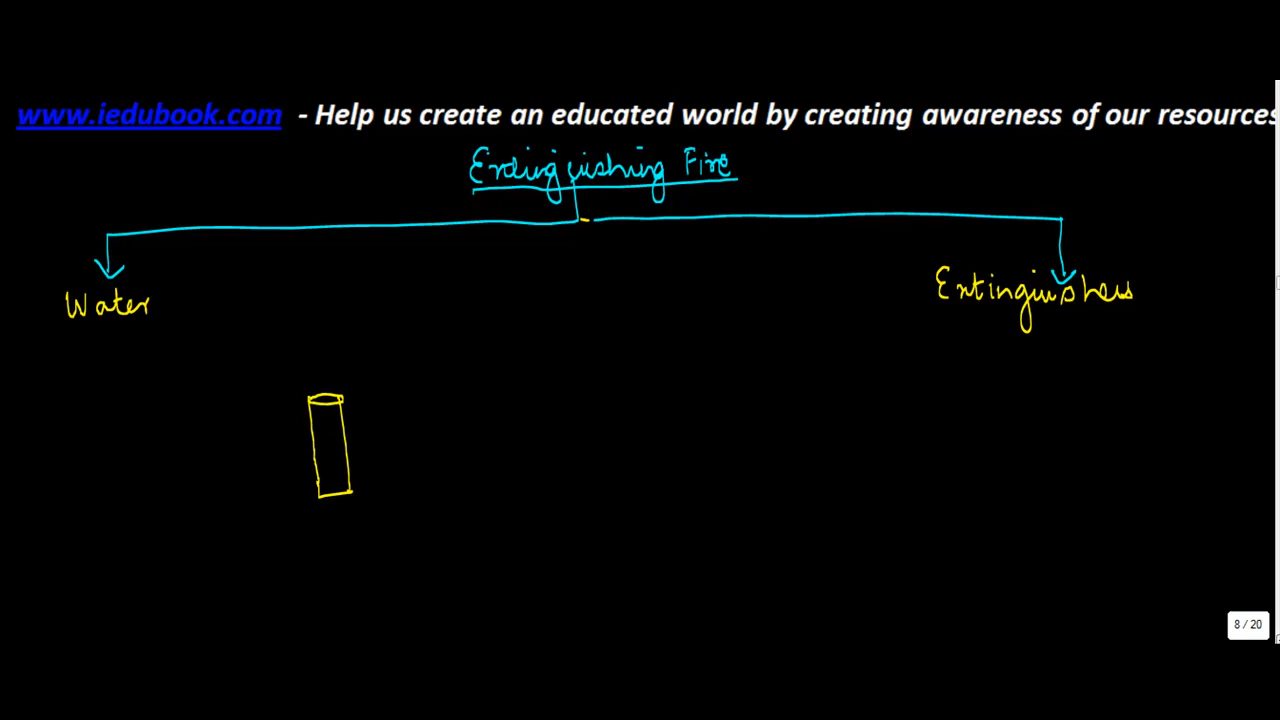 www.iedubook.com - Help us create an educated world by creating awareness of our resources
Extinguishing Fire
Water
Extinguishers
8 / 20